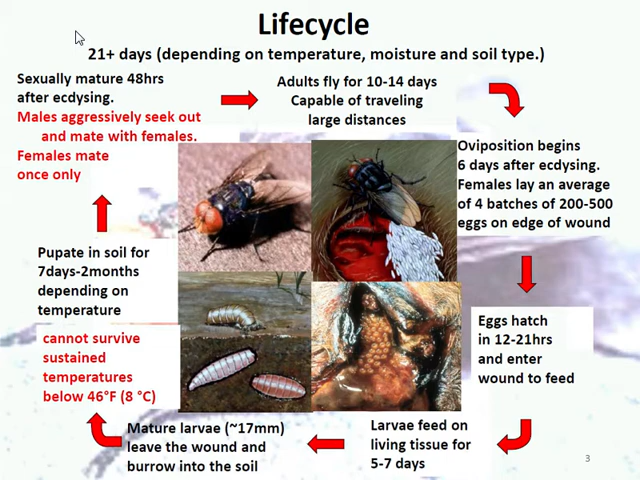 Lifecycle
21+ days (depending on temperature, moisture and soil type.)
Sexually mature 48hrs
after ecdysing.
Males aggressively seek out
and mate with females.
Females mate
once only
Adults fly for 10-14 days
Capable of traveling
large distances
Oviposition begins
6 days after ecdysing.
Females lay an average
of 4 batches of 200-500
eggs on edge of wound
Eggs hatch
in 12-21hrs
and enter
wound to feed
Larvae feed on
living tissue for
5-7 days
Mature larvae (~17mm)
leave the wound and
burrow into the soil
Pupate in soil for
7days-2months
depending on
temperature
cannot survive
sustained
temperatures
below 46°F (8 °C)
3